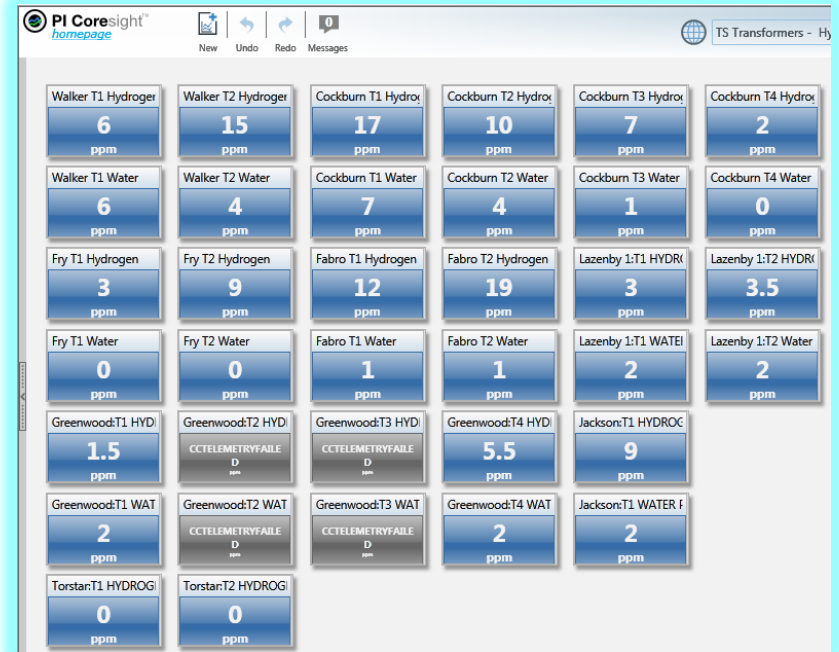 PI Coresight™
homepage
New Undo Redo Messages
0
TS Transformers - Hy
Walker T1 Hydrogen Walker T2 Hydrogen Cockburn T1 Hydrog Cockburn T2 Hydrog Cockburn T3 Hydrog Cockburn T4 Hydrog
6 15 17 10 7 2
ppm ppm ppm ppm ppm ppm
Walker T1 Water Walker T2 Water Cockburn T1 Water Cockburn T2 Water Cockburn T3 Water Cockburn T4 Water
6 4 7 4 1 0
ppm ppm ppm ppm ppm ppm
Fry T1 Hydrogen Fry T2 Hydrogen Fabro T1 Hydrogen Fabro T2 Hydrogen Lazenby 1:T1 HYDR( Lazenby 1:T2 HYDR(
3 9 12 19 3 3.5
ppm ppm ppm ppm ppm ppm
Fry T1 Water Fry T2 Water Fabro T1 Water Fabro T2 Water Lazenby 1:T1 WATE Lazenby 1:T2 Water
0 0 1 1 2 2
ppm ppm ppm ppm ppm ppm
Greenwood:T1 HYD Greenwood:T2 HYD Greenwood:T3 HYD Greenwood:T4 HYD Jackson:T1 HYDROG
1.5 CCTELEMETRYFAILE CCTELEMETRYFAILE 5.5 9
D D
ppm ppm ppm ppm ppm
Greenwood:T1 WAT Greenwood:T2 WAT Greenwood:T3 WAT Greenwood:T4 WAT Jackson:T1 WATER P
2 CCTELEMETRYFAILE CCTELEMETRYFAILE 2 2
D D
ppm ppm ppm ppm ppm
Torstar:T1 HYDROG Torstar:T2 HYDROG
0 0
ppm ppm